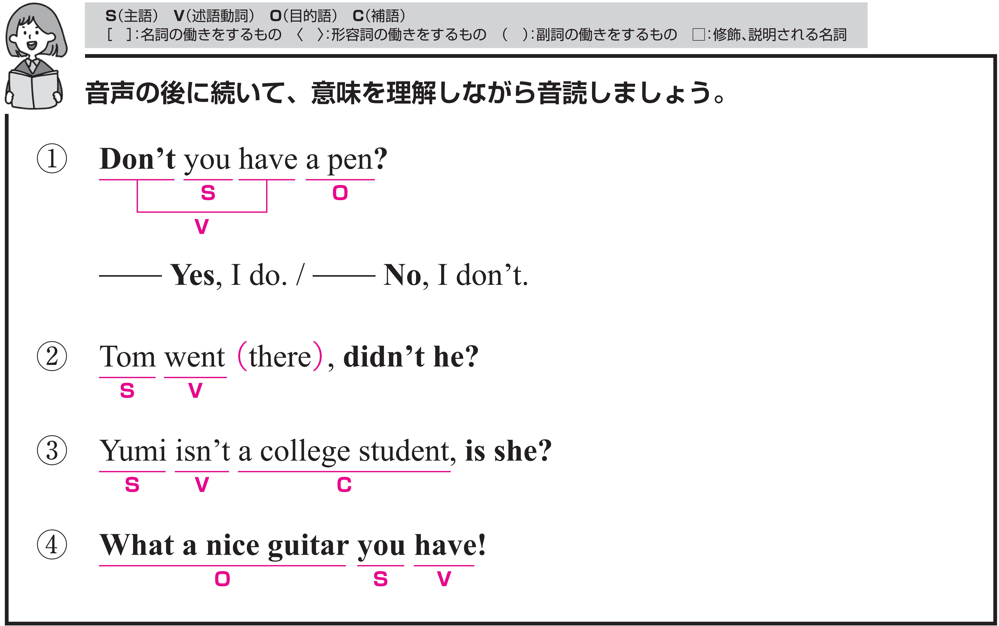 S（主語）　V（述語動詞）　O（目的語）　C（補語）
［　］：名詞の働きをするもの　〈　〉：形容詞の働きをするもの　（　）：副詞の働きをするもの　□：修飾、説明される名詞
音声の後に続いて、意味を理解しながら音読しましょう。
① Don’t you have a pen?
S O
V
—— Yes, I do. / —— No, I don’t.
② Tom went （there）, didn’t he?
S V
③ Yumi isn’t a college student, is she?
S V C
④ What a nice guitar you have!
O S V